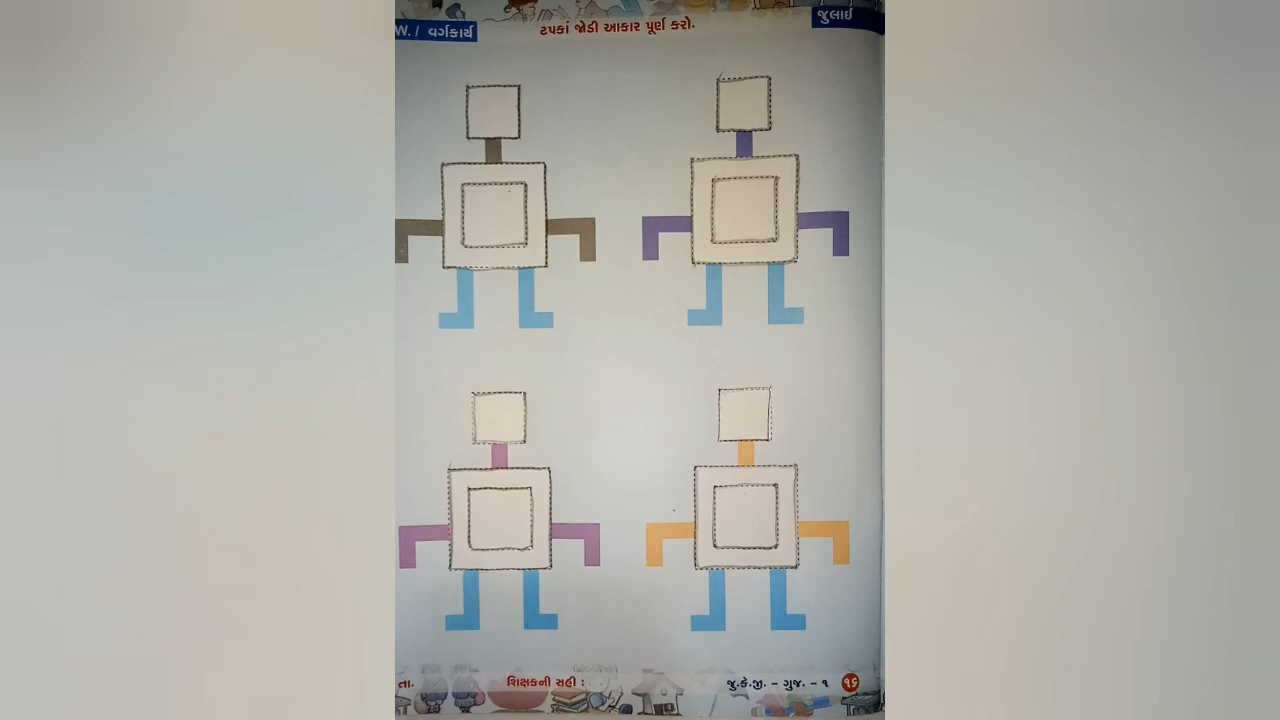 W. / વર્ગકાર્ય
ટપકાં જોડી આકાર પૂર્ણ કરો.
જુલાઈ
તા.
શિક્ષકની સહી :
જુ.કે.જી. – ગુજ. – ૧
૧૬